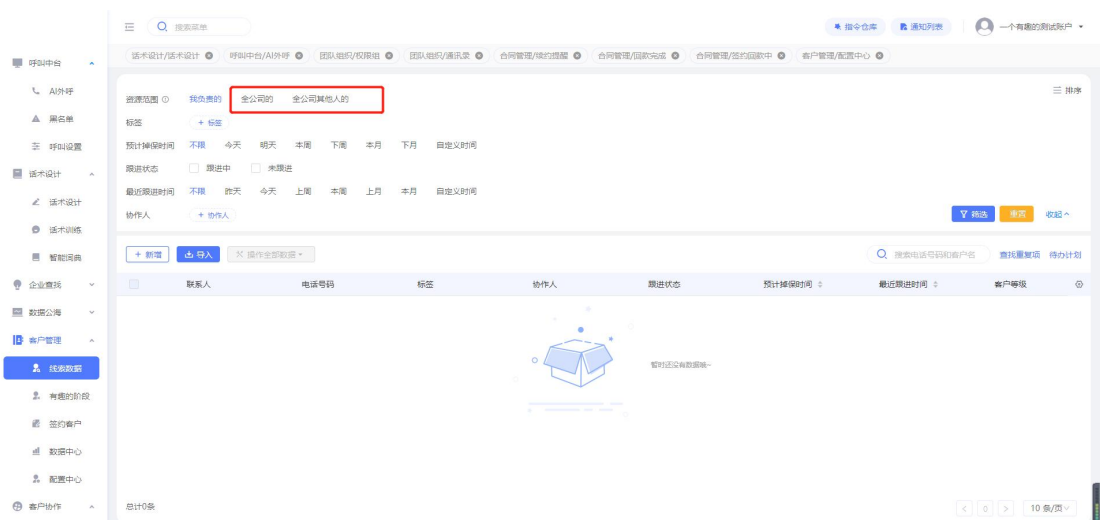 搜索菜单
指令仓库 通知列表 一个有趣的测试账户
话术设计/话术设计 呼叫中台/AI外呼 团队组织/权限组 团队组织/通讯录 合同管理/续约提醒 合同管理/回款完成 合同管理/签约回款中 客户管理/配置中心
呼叫中台
AI外呼
黑名单
呼叫设置
话术设计
话术设计
话术训练
智能词典
企业查找
数据公海
客户管理
线索数据
有趣的阶段
签约客户
数据中心
配置中心
客户协作
资源范围 我负责的 全公司的 全公司其他人的
排序
标签 + 标签
预计掉保时间 不限 今天 明天 本周 下周 本月 下月 自定义时间
跟进状态 跟进中 未跟进
最近跟进时间 不限 昨天 今天 上周 本周 上月 本月 自定义时间
协作人 + 协作人
筛选 重置 收起
+ 新增 导入 操作全部数据
搜索电话号码和客户名 查找重复项 待办计划
联系人 电话号码 标签 协作人 跟进状态 预计掉保时间 最近跟进时间 客户等级
暂时还没有数据哦~
总计0条
< 0 > 10 条/页